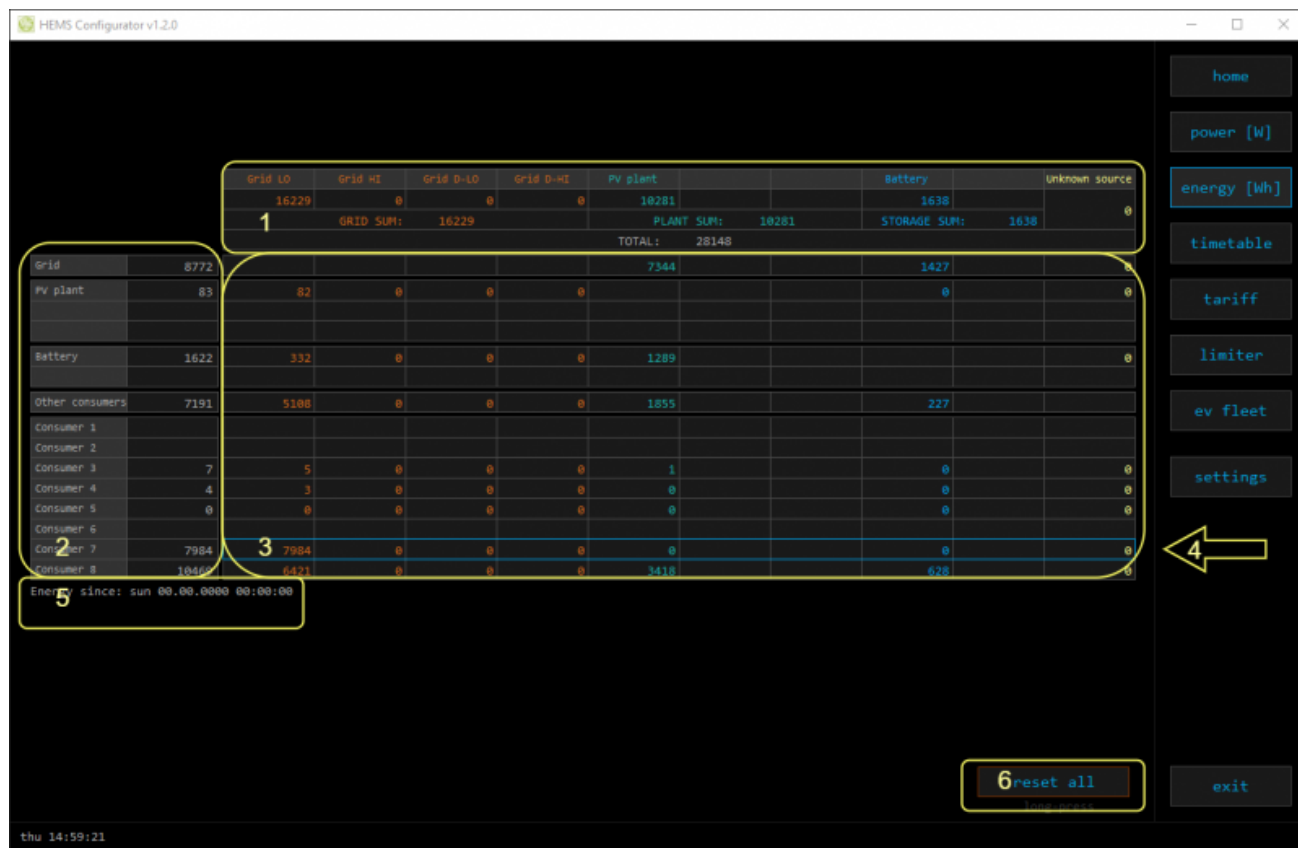 HEMS Configurator v1.2.0
home
power [W]
energy [Wh]
timetable
tariff
limiter
ev fleet
settings
exit
Grid LO Grid HI Grid D-LO Grid D-HI PV plant Battery Unknown source
16229 0 0 0 10281 1638 0
1 GRID SUM: 16229 PLANT SUM: 10281 STORAGE SUM: 1638
TOTAL: 28148
Grid 8772 7344 1427 0
PV plant 83 82 0 0 0 0 0
Battery 1622 332 0 0 0 1289 0
Other consumers 7191 5108 0 0 0 1855 227
Consumer 1
Consumer 2
Consumer 3 7 5 0 0 0 1 0 0
Consumer 4 4 3 0 0 0 0 0 0
Consumer 5 0 0 0 0 0 0 0 0
Consumer 6
Consumer 7 2 7984 3 7984 0 0 0 0 0 0 4
Consumer 8 10468 6421 0 0 0 3418 628 0
Energy since: sun 00.00.0000 00:00:00
5
6 reset all
long-press
thu 14:59:21